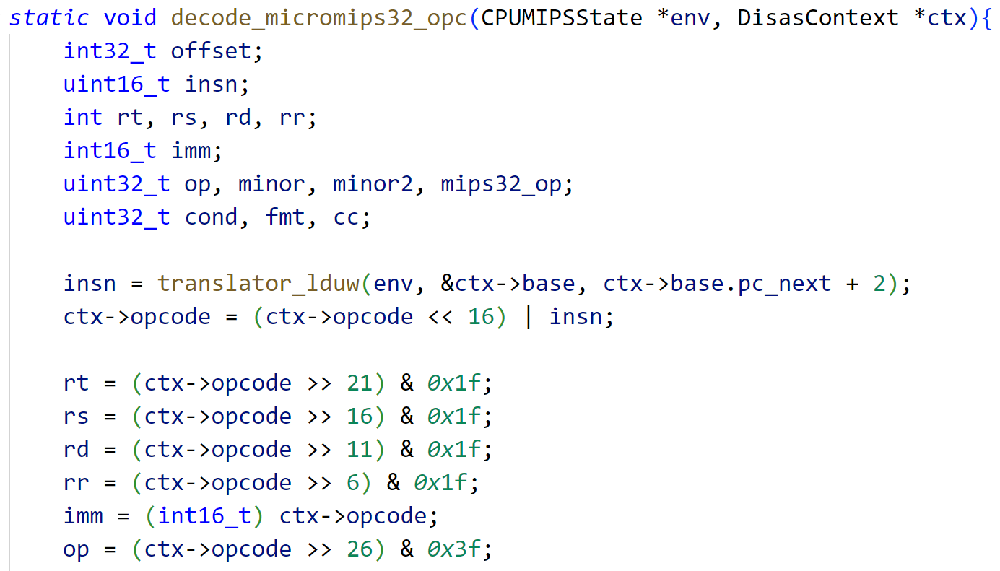 static void decode_micromips32_opc(CPUMIPSState *env, DisasContext *ctx){
    int32_t offset;
    uint16_t insn;
    int rt, rs, rd, rr;
    int16_t imm;
    uint32_t op, minor, minor2, mips32_op;
    uint32_t cond, fmt, cc;

    insn = translator_lduw(env, &ctx->base, ctx->base.pc_next + 2);
    ctx->opcode = (ctx->opcode << 16) | insn;

    rt = (ctx->opcode >> 21) & 0x1f;
    rs = (ctx->opcode >> 16) & 0x1f;
    rd = (ctx->opcode >> 11) & 0x1f;
    rr = (ctx->opcode >> 6) & 0x1f;
    imm = (int16_t) ctx->opcode;
    op = (ctx->opcode >> 26) & 0x3f;